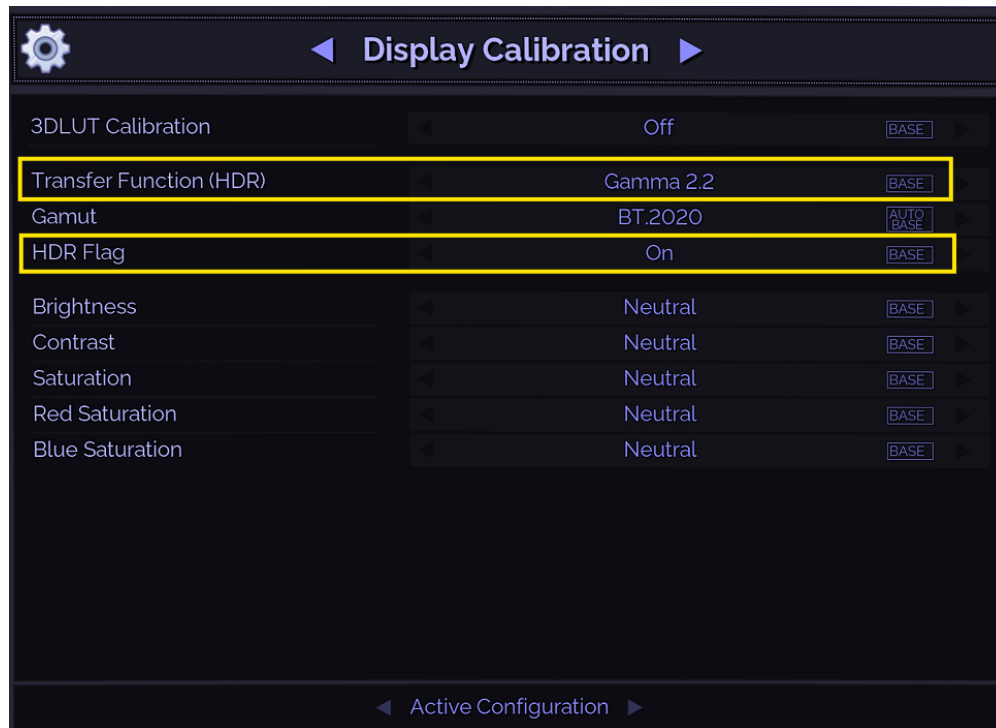 Display Calibration
3DLUT Calibration Off BASE
Transfer Function (HDR) Gamma 2.2 BASE
Gamut BT.2020 AUTO BASE
HDR Flag On BASE
Brightness Neutral BASE
Contrast Neutral BASE
Saturation Neutral BASE
Red Saturation Neutral BASE
Blue Saturation Neutral BASE
Active Configuration